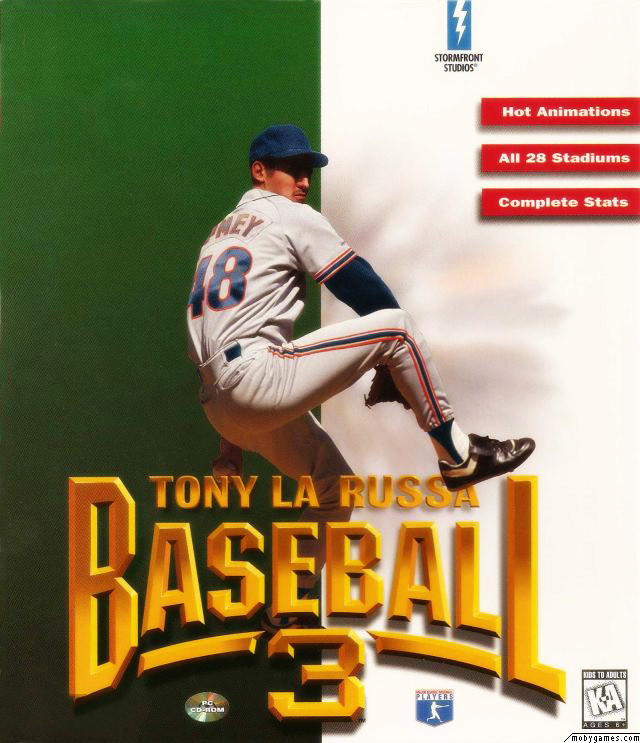 STORMFRONT
STUDIOS®
Hot Animations
All 28 Stadiums
Complete Stats
48
TONY LA RUSSA
BASEBALL
3
PC
CD-ROM
PLAYERS
KIDS TO ADULTS
K-A
AGES 6+
mobygames.com